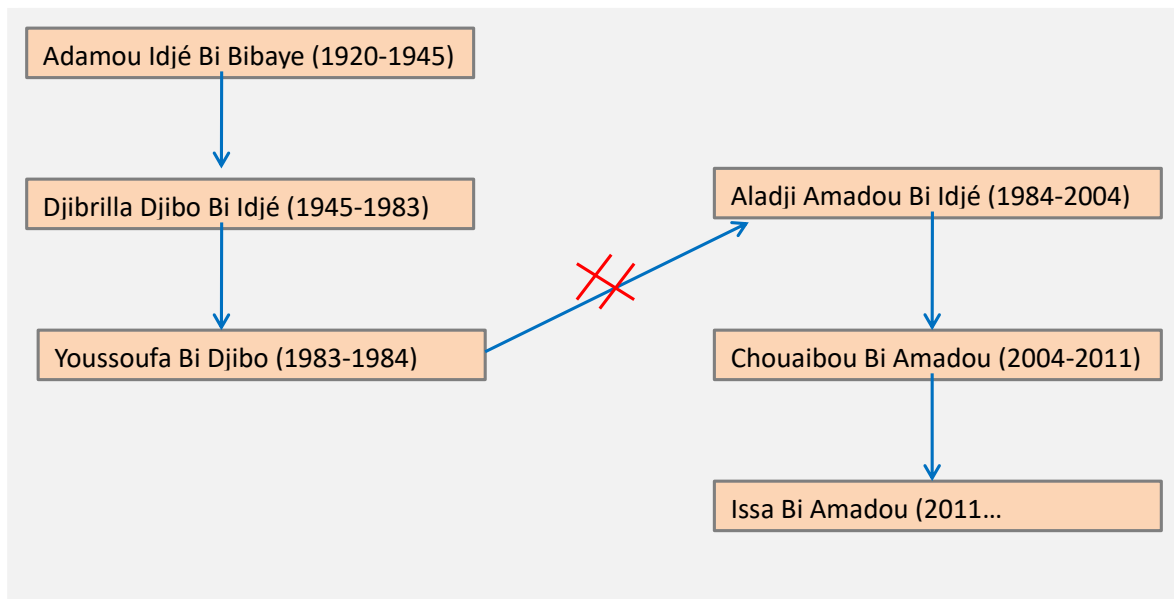 Adamou Idjé Bi Bibaye (1920-1945)
Djibrilla Djibo Bi Idjé (1945-1983)
Youssoufa Bi Djibo (1983-1984)
Aladji Amadou Bi Idjé (1984-2004)
Chouaibou Bi Amadou (2004-2011)
Issa Bi Amadou (2011…